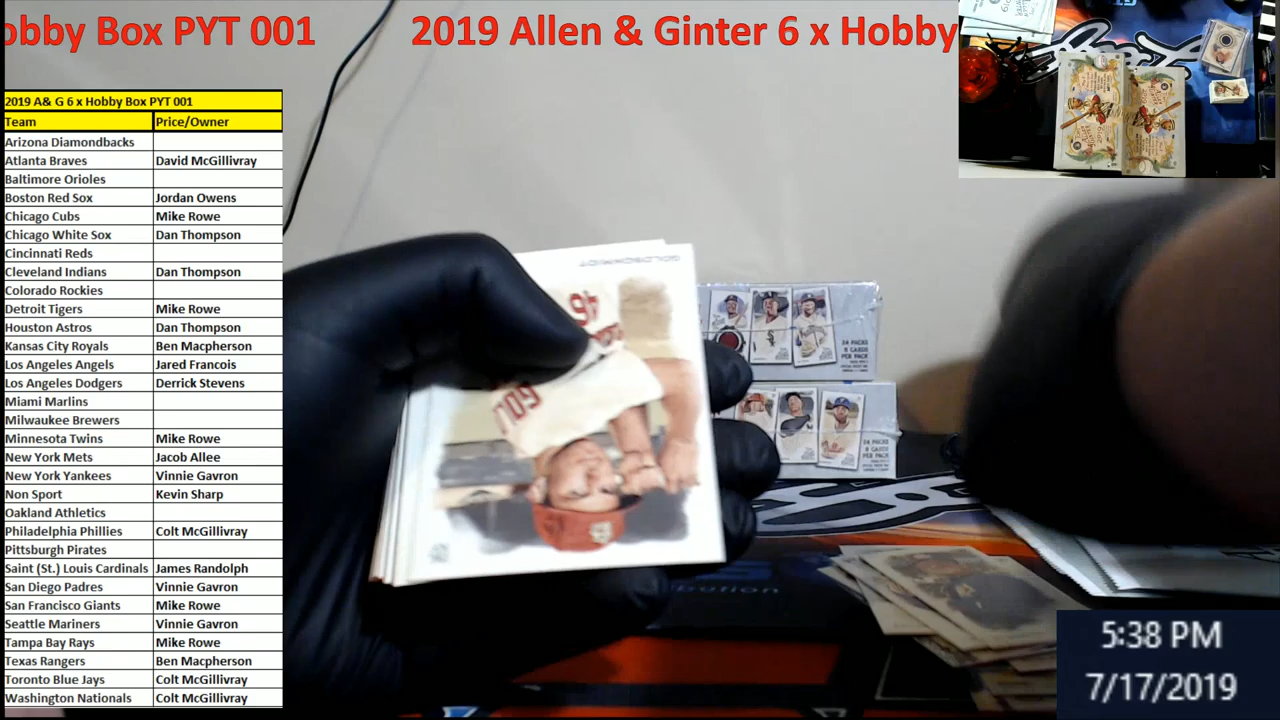 obby Box PYT 001 2019 Allen & Ginter 6 x Hobby
2019 A& G 6 x Hobby Box PYT 001
Team Price/Owner
Arizona Diamondbacks
Atlanta Braves David McGillivray
Baltimore Orioles
Boston Red Sox Jordan Owens
Chicago Cubs Mike Rowe
Chicago White Sox Dan Thompson
Cincinnati Reds
Cleveland Indians Dan Thompson
Colorado Rockies
Detroit Tigers Mike Rowe
Houston Astros Dan Thompson
Kansas City Royals Ben Macpherson
Los Angeles Angels Jared Francois
Los Angeles Dodgers Derrick Stevens
Miami Marlins
Milwaukee Brewers
Minnesota Twins Mike Rowe
New York Mets Jacob Allee
New York Yankees Vinnie Gavron
Non Sport Kevin Sharp
Oakland Athletics
Philadelphia Phillies Colt McGillivray
Pittsburgh Pirates
Saint (St.) Louis Cardinals James Randolph
San Diego Padres Vinnie Gavron
San Francisco Giants Mike Rowe
Seattle Mariners Vinnie Gavron
Tampa Bay Rays Mike Rowe
Texas Rangers Ben Macpherson
Toronto Blue Jays Colt McGillivray
Washington Nationals Colt McGillivray
GOLDSCHMIDT
46
24 PACKS
8 CARDS
PER PACK
24 PACKS
8 CARDS
PER PACK
5:38 PM
7/17/2019